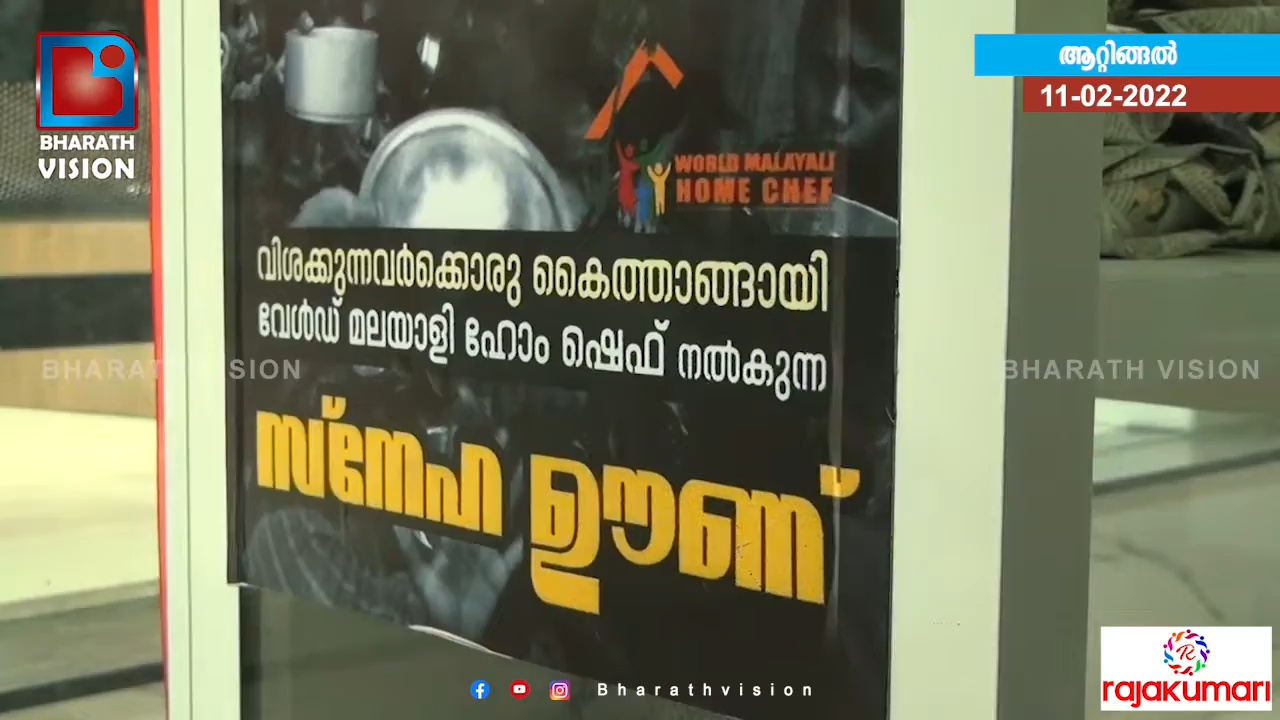 BHARATH
VISION
ആറ്റിങ്ങൽ
11-02-2022
WORLD MALAYALI
HOME CHEF
വിശക്കുന്നവർക്കൊരു കൈത്താങ്ങായി
വേൾഡ് മലയാളി ഹോം ഷെഫ് നൽകുന്ന
BHARATH VISION
BHARATH VISION
സ്നേഹ ഊണ്
Bharathvision
R
rajakumari